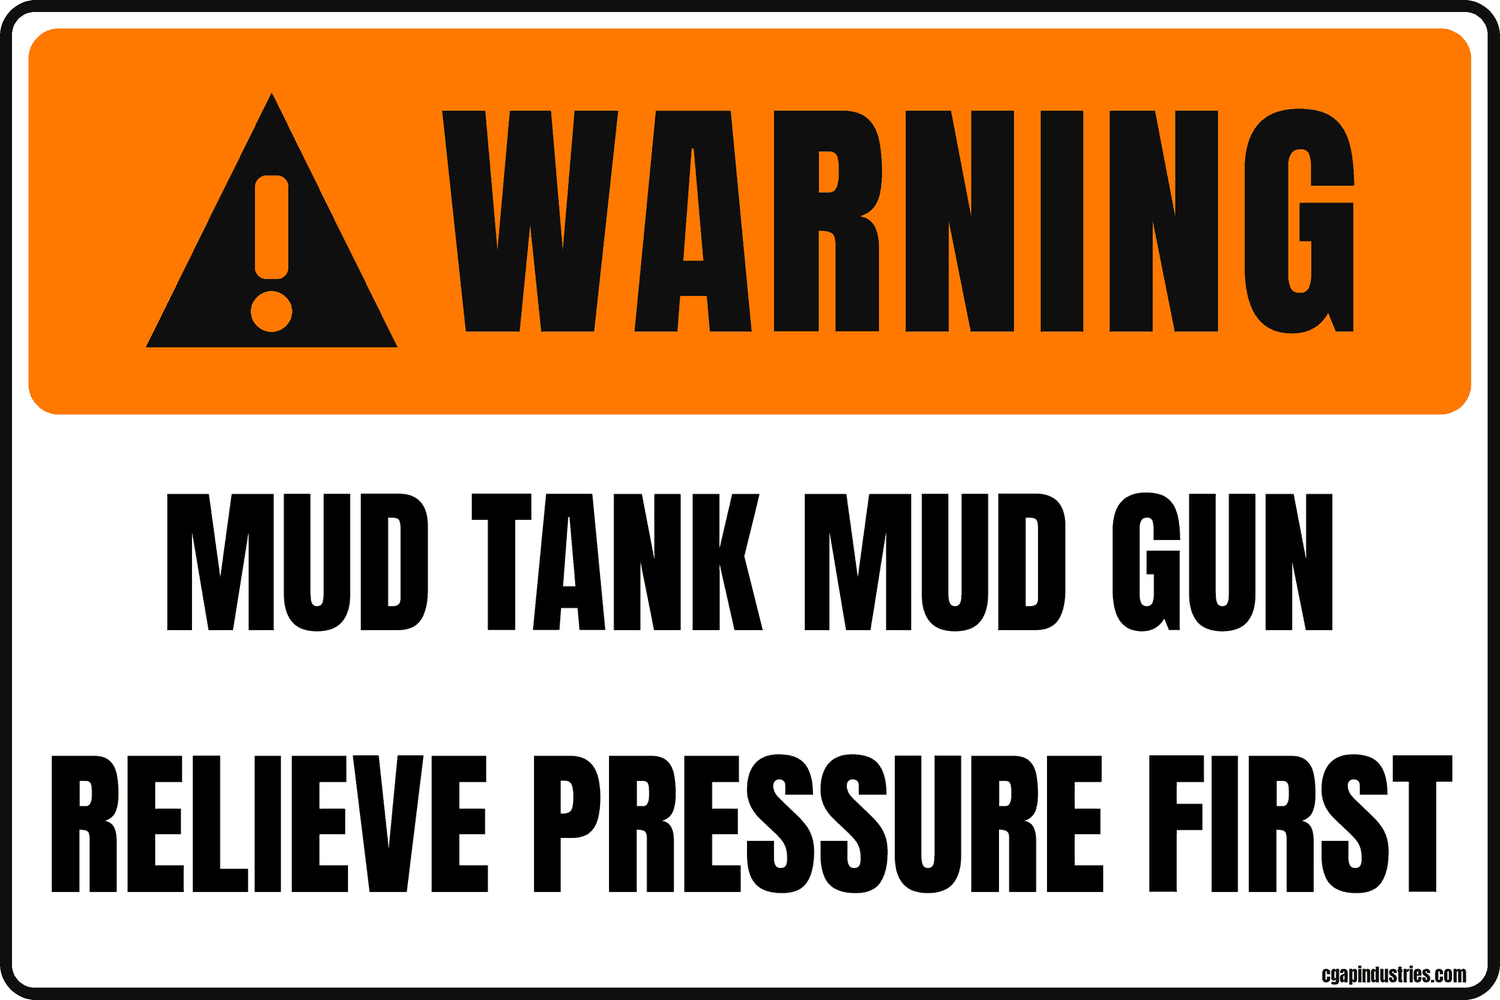 WARNING
MUD TANK MUD GUN
RELIEVE PRESSURE FIRST
cgapindustries.com